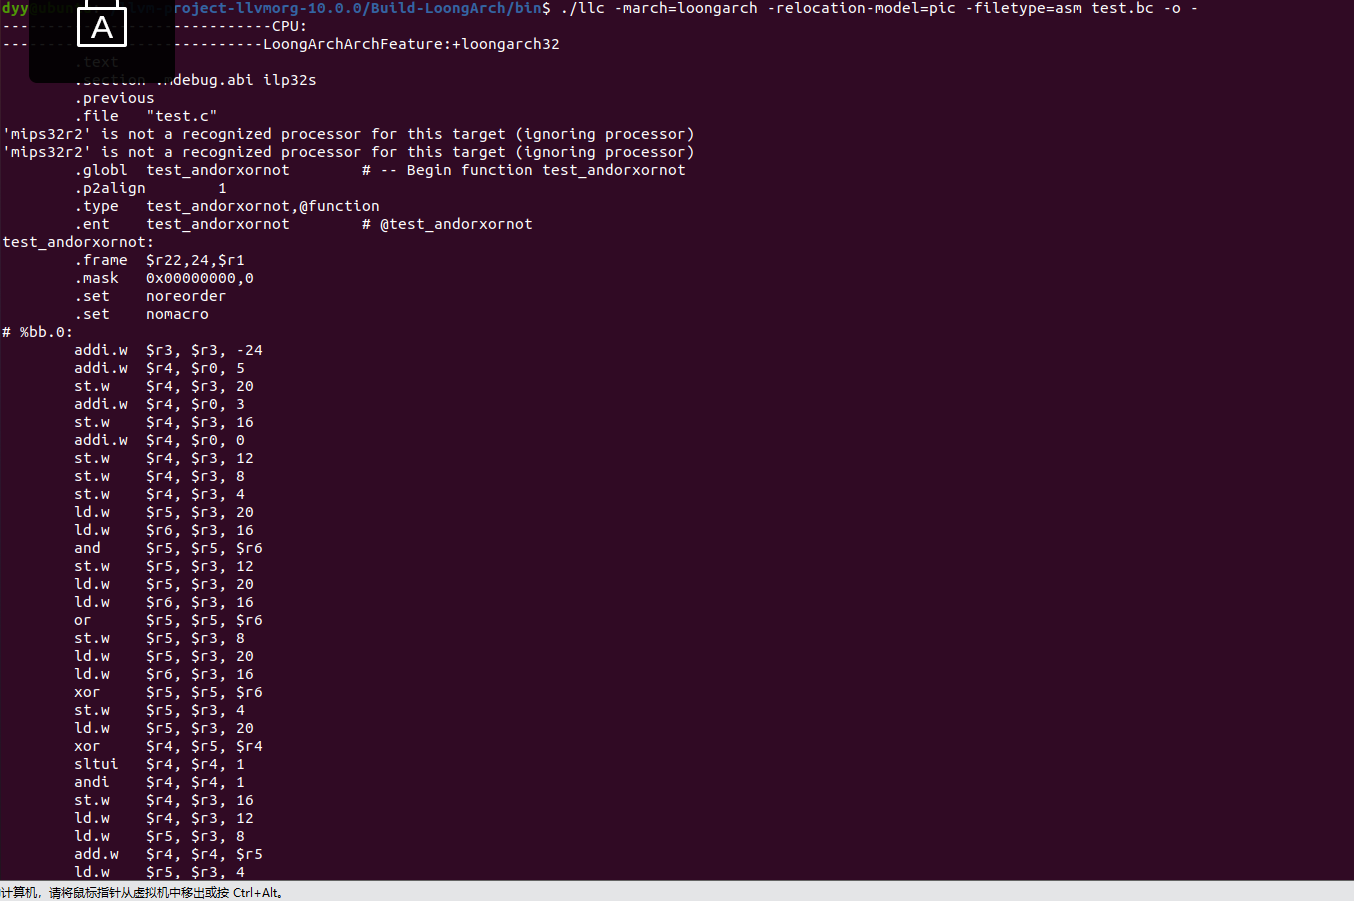 dyy@ubun vm-project-llvmorg-10.0.0/Build-LoongArch/bin$ ./llc -march=loongarch -relocation-model=pic -filetype=asm test.bc -o -
A
-----------------------------CPU:
-----------------------------LoongArchArchFeature:+loongarch32
.text
.section .mdebug.abi ilp32s
.previous
.file "test.c"
'mips32r2' is not a recognized processor for this target (ignoring processor)
'mips32r2' is not a recognized processor for this target (ignoring processor)
.globl test_andorxornot # -- Begin function test_andorxornot
.p2align 1
.type test_andorxornot,@function
.ent test_andorxornot # @test_andorxornot
test_andorxornot:
.frame $r22,24,$r1
.mask 0x00000000,0
.set noreorder
.set nomacro
# %bb.0:
addi.w $r3, $r3, -24
addi.w $r4, $r0, 5
st.w $r4, $r3, 20
addi.w $r4, $r0, 3
st.w $r4, $r3, 16
addi.w $r4, $r0, 0
st.w $r4, $r3, 12
st.w $r4, $r3, 8
st.w $r4, $r3, 4
ld.w $r5, $r3, 20
ld.w $r6, $r3, 16
and $r5, $r5, $r6
st.w $r5, $r3, 12
ld.w $r5, $r3, 20
ld.w $r6, $r3, 16
or $r5, $r5, $r6
st.w $r5, $r3, 8
ld.w $r5, $r3, 20
ld.w $r6, $r3, 16
xor $r5, $r5, $r6
st.w $r5, $r3, 4
ld.w $r5, $r3, 20
xor $r4, $r5, $r4
sltui $r4, $r4, 1
andi $r4, $r4, 1
st.w $r4, $r3, 16
ld.w $r4, $r3, 12
ld.w $r5, $r3, 8
add.w $r4, $r4, $r5
ld.w $r5, $r3, 4
计算机，请将鼠标指针从虚拟机中移出或按 Ctrl+Alt。